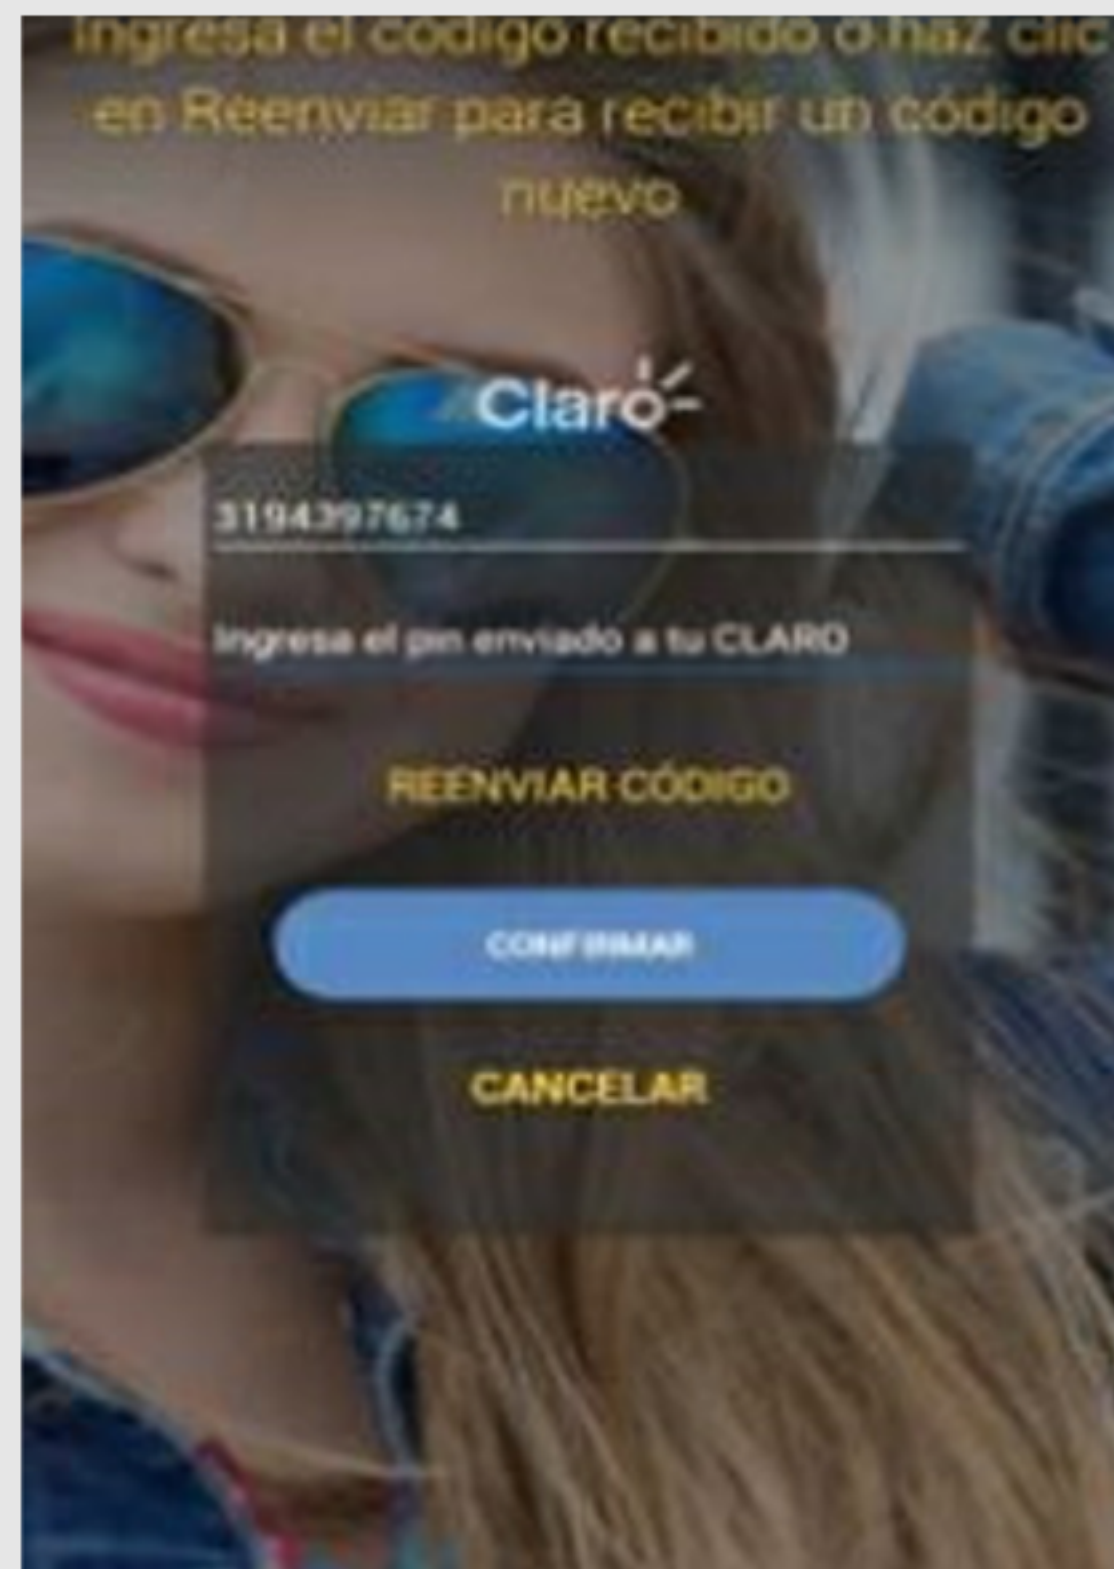 Ingresa el código recibido o haz clic
en Reenviar para recibir un código
nuevo
Claro
3194397674
Ingresa el pin enviado a tu CLARO
REENVIAR CÓDIGO
CONFIRMAR
CANCELAR